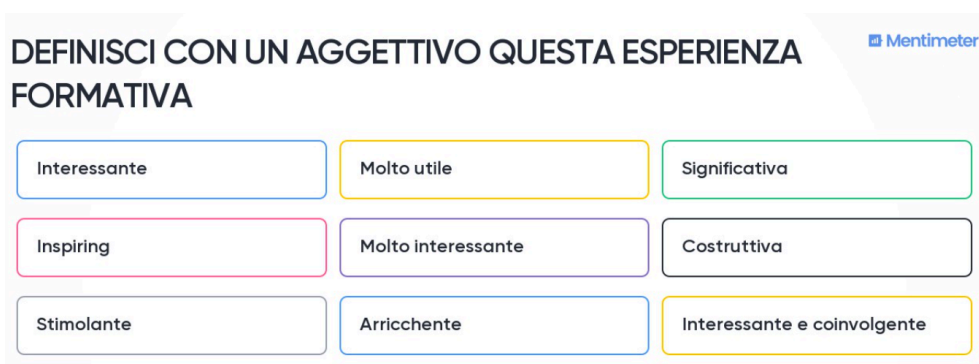 DEFINISCI CON UN AGGETTIVO QUESTA ESPERIENZA
FORMATIVA
Mentimeter
Interessante
Molto utile
Significativa
Inspiring
Molto interessante
Costruttiva
Stimolante
Arricchente
Interessante e coinvolgente